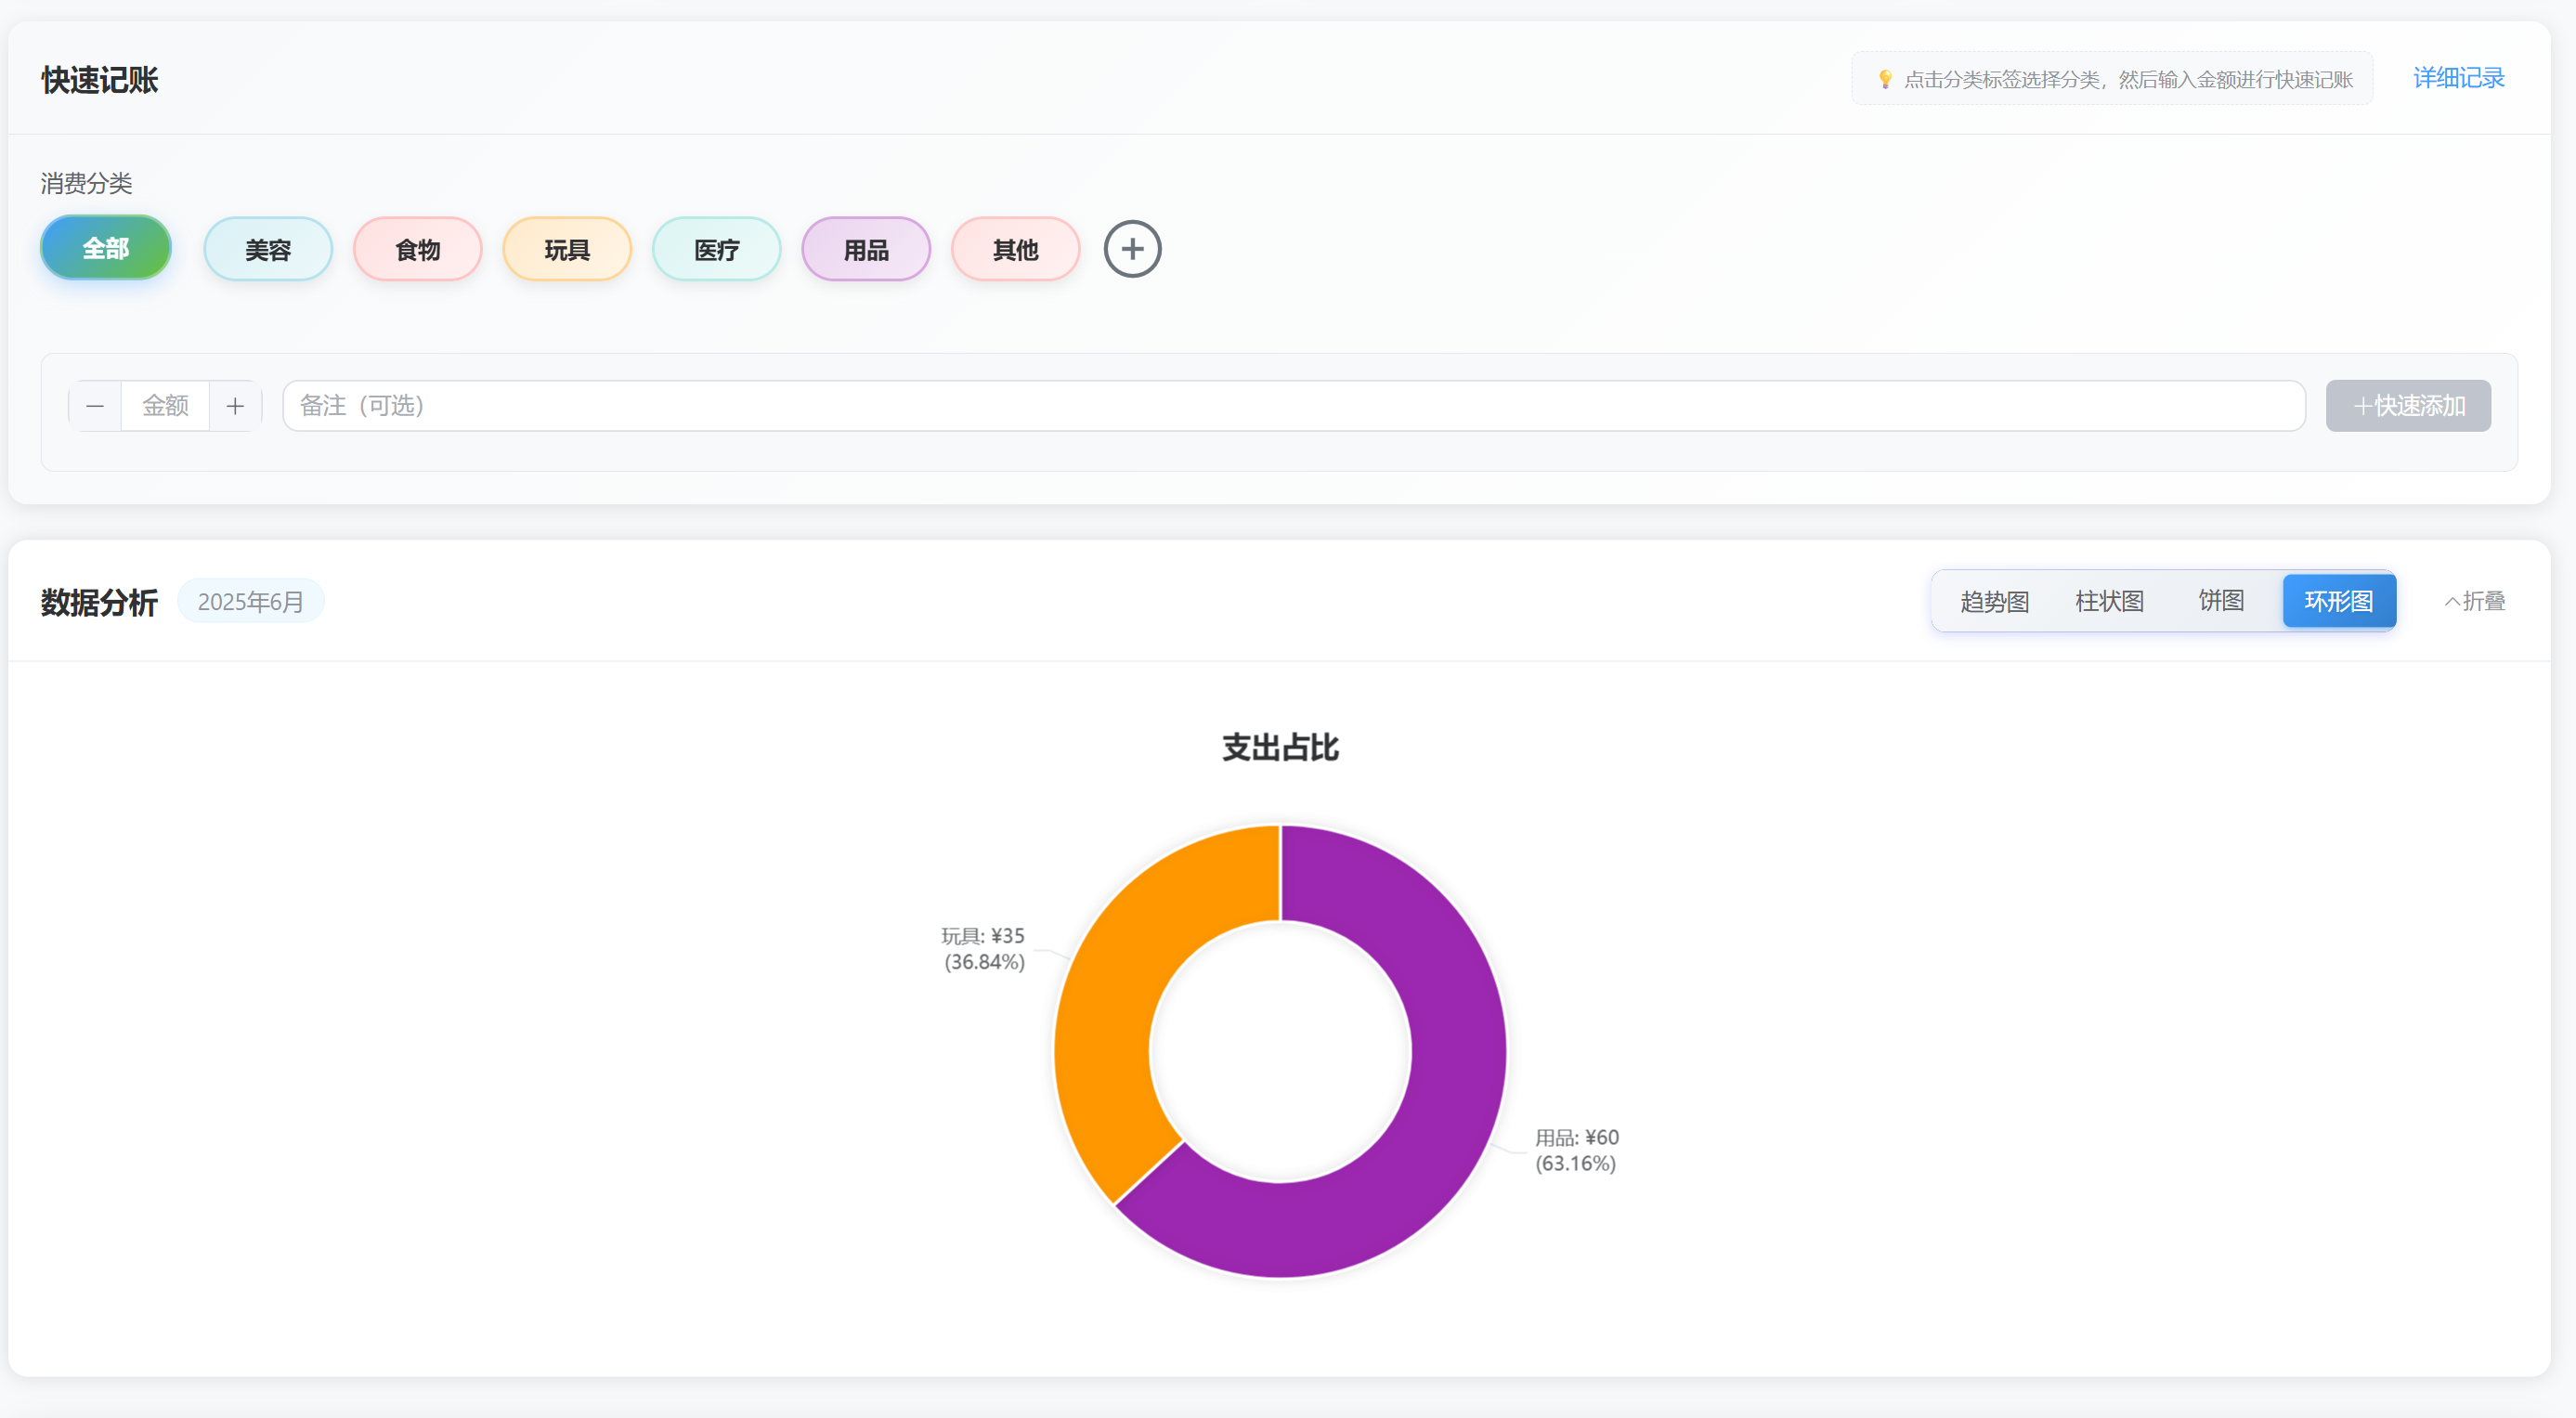 快速记账
💡 点击分类标签选择分类，然后输入金额进行快速记账
详细记录
消费分类
全部
美容
食物
玩具
医疗
用品
其他
金额
备注（可选）
快速添加
数据分析
2025年6月
趋势图
柱状图
饼图
环形图
折叠
支出占比
玩具: ¥35
(36.84%)
用品: ¥60
(63.16%)